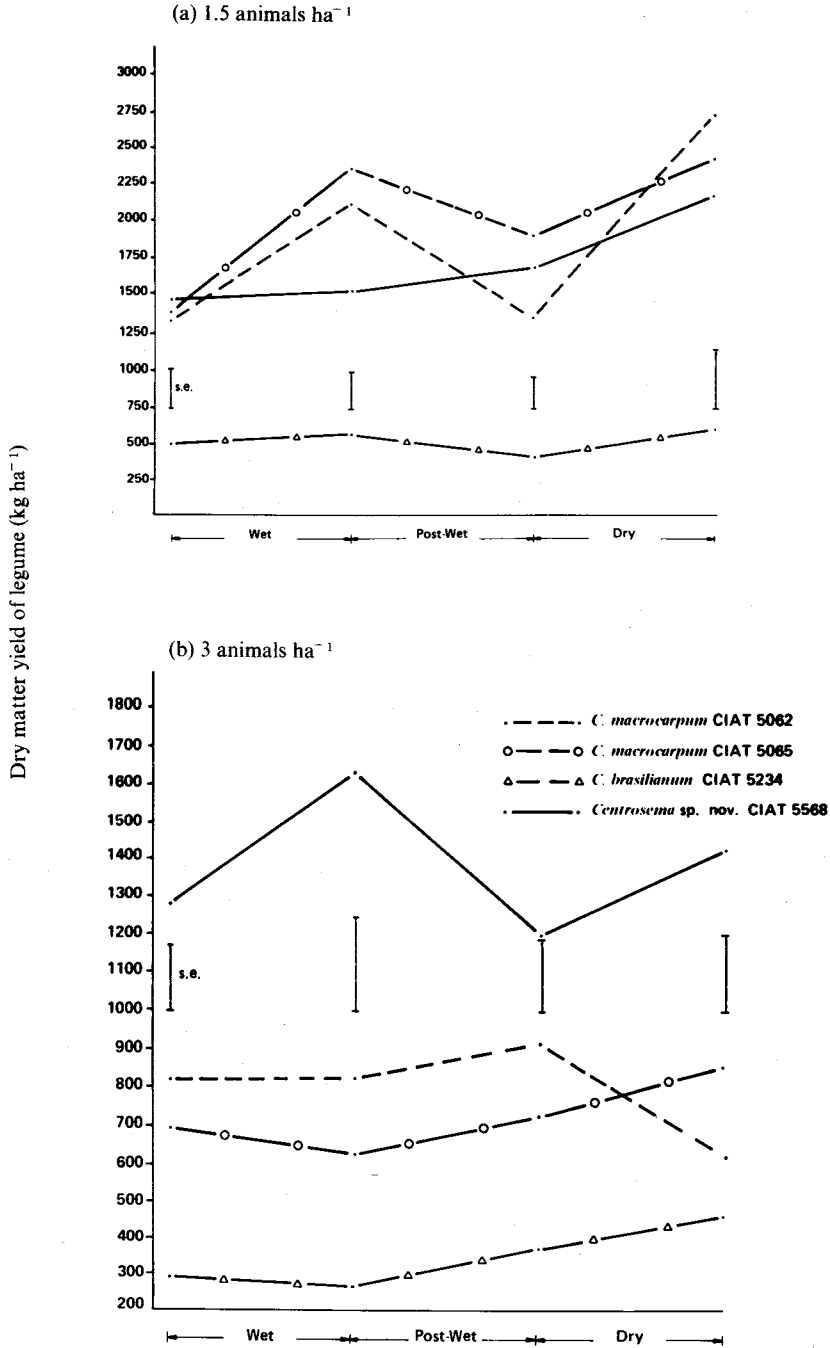 (a) 1.5 animals ha⁻¹
3000
2750
2500
2250
2000
1750
1500
1250
1000
750
500
250
s.e.
Wet
Post-Wet
Dry
Dry matter yield of legume (kg ha⁻¹)
(b) 3 animals ha⁻¹
1800
1700
1600
1500
1400
1300
1200
1100
1000
900
800
700
600
500
400
300
200
C. macrocarpum CIAT 5062
C. macrocarpum CIAT 5065
C. brasilianum CIAT 5234
Centrosema sp. nov. CIAT 5568
s.e.
Wet
Post-Wet
Dry